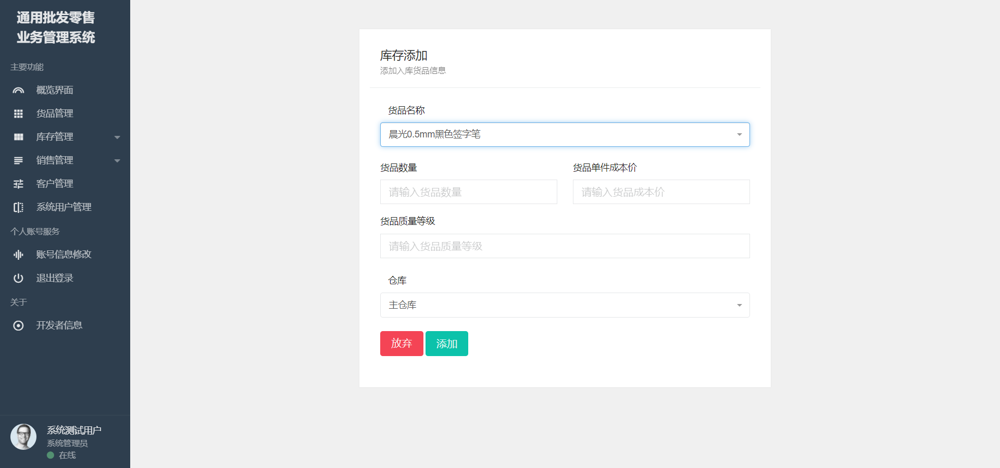 通用批发零售
业务管理系统
主要功能
概览界面
货品管理
库存管理
销售管理
客户管理
系统用户管理
个人账号服务
账号信息修改
退出登录
关于
开发者信息
系统测试用户
系统管理员
在线
库存添加
添加入库货品信息
货品名称
晨光0.5mm黑色签字笔
货品数量
货品单件成本价
请输入货品数量
请输入货品成本价
货品质量等级
请输入货品质量等级
仓库
主仓库
放弃
添加